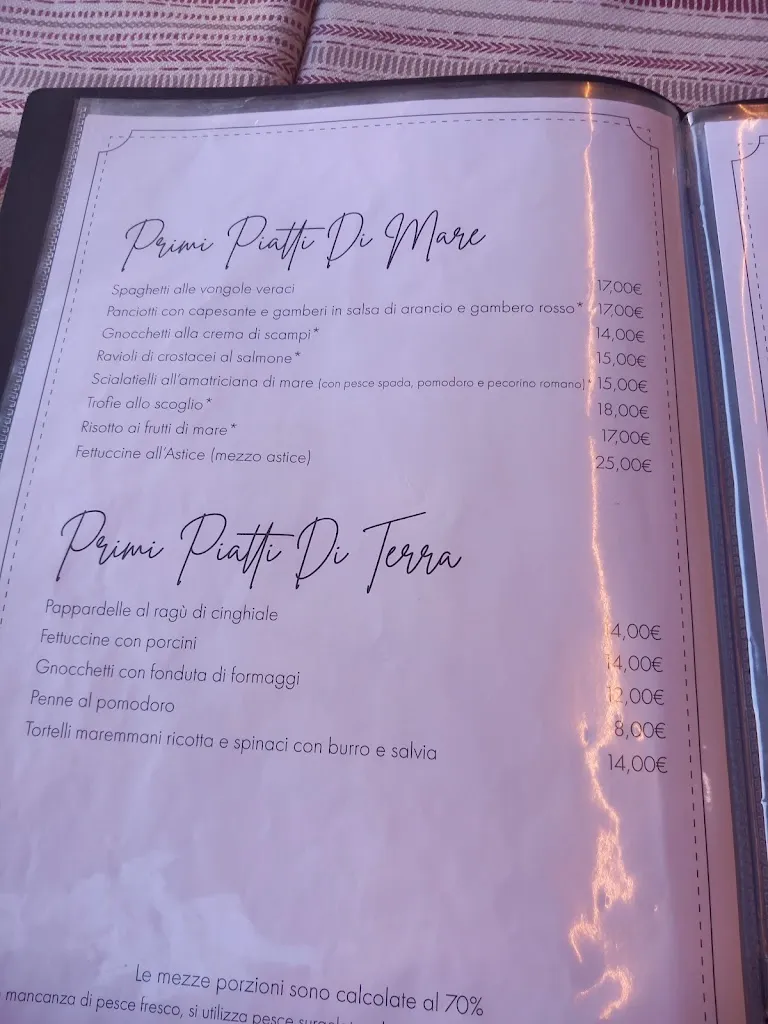 Primi Piatti Di Mare
Spaghetti alle vongole veraci 17,00€
Panciotti con capesante e gamberi in salsa di arancio e gambero rosso* 17,00€
Gnocchetti alla crema di scampi* 14,00€
Ravioli di crostacei al salmone* 15,00€
Scialatielli all'amatriciana di mare (con pesce spada, pomodoro e pecorino romano)* 15,00€
Trofie allo scoglio* 18,00€
Risotto ai frutti di mare* 17,00€
Fettuccine all'Astice (mezzo astice) 25,00€
Primi Piatti Di Terra
Pappardelle al ragù di cinghiale 14,00€
Fettuccine con porcini 14,00€
Gnocchetti con fonduta di formaggi 12,00€
Penne al pomodoro 8,00€
Tortelli maremmani ricotta e spinaci con burro e salvia 14,00€
Le mezze porzioni sono calcolate al 70%
mancanza di pesce fresco, si utilizza pesce